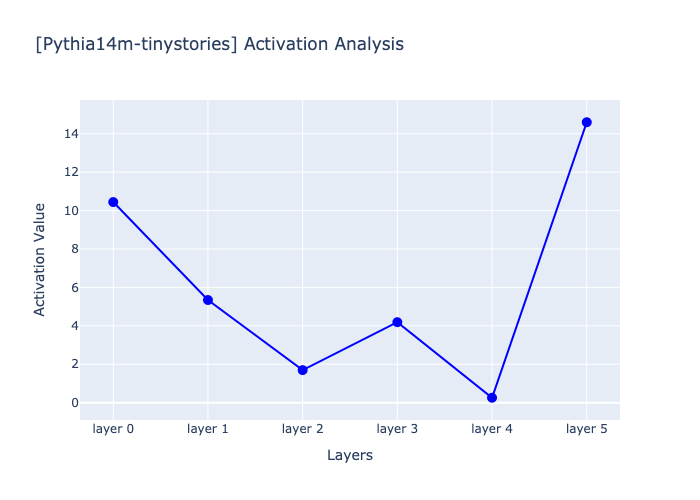 [Pythia14m-tinystories] Activation Analysis
14
12
10
8
6
4
2
0
Activation Value
layer 0 layer 1 layer 2 layer 3 layer 4 layer 5
Layers